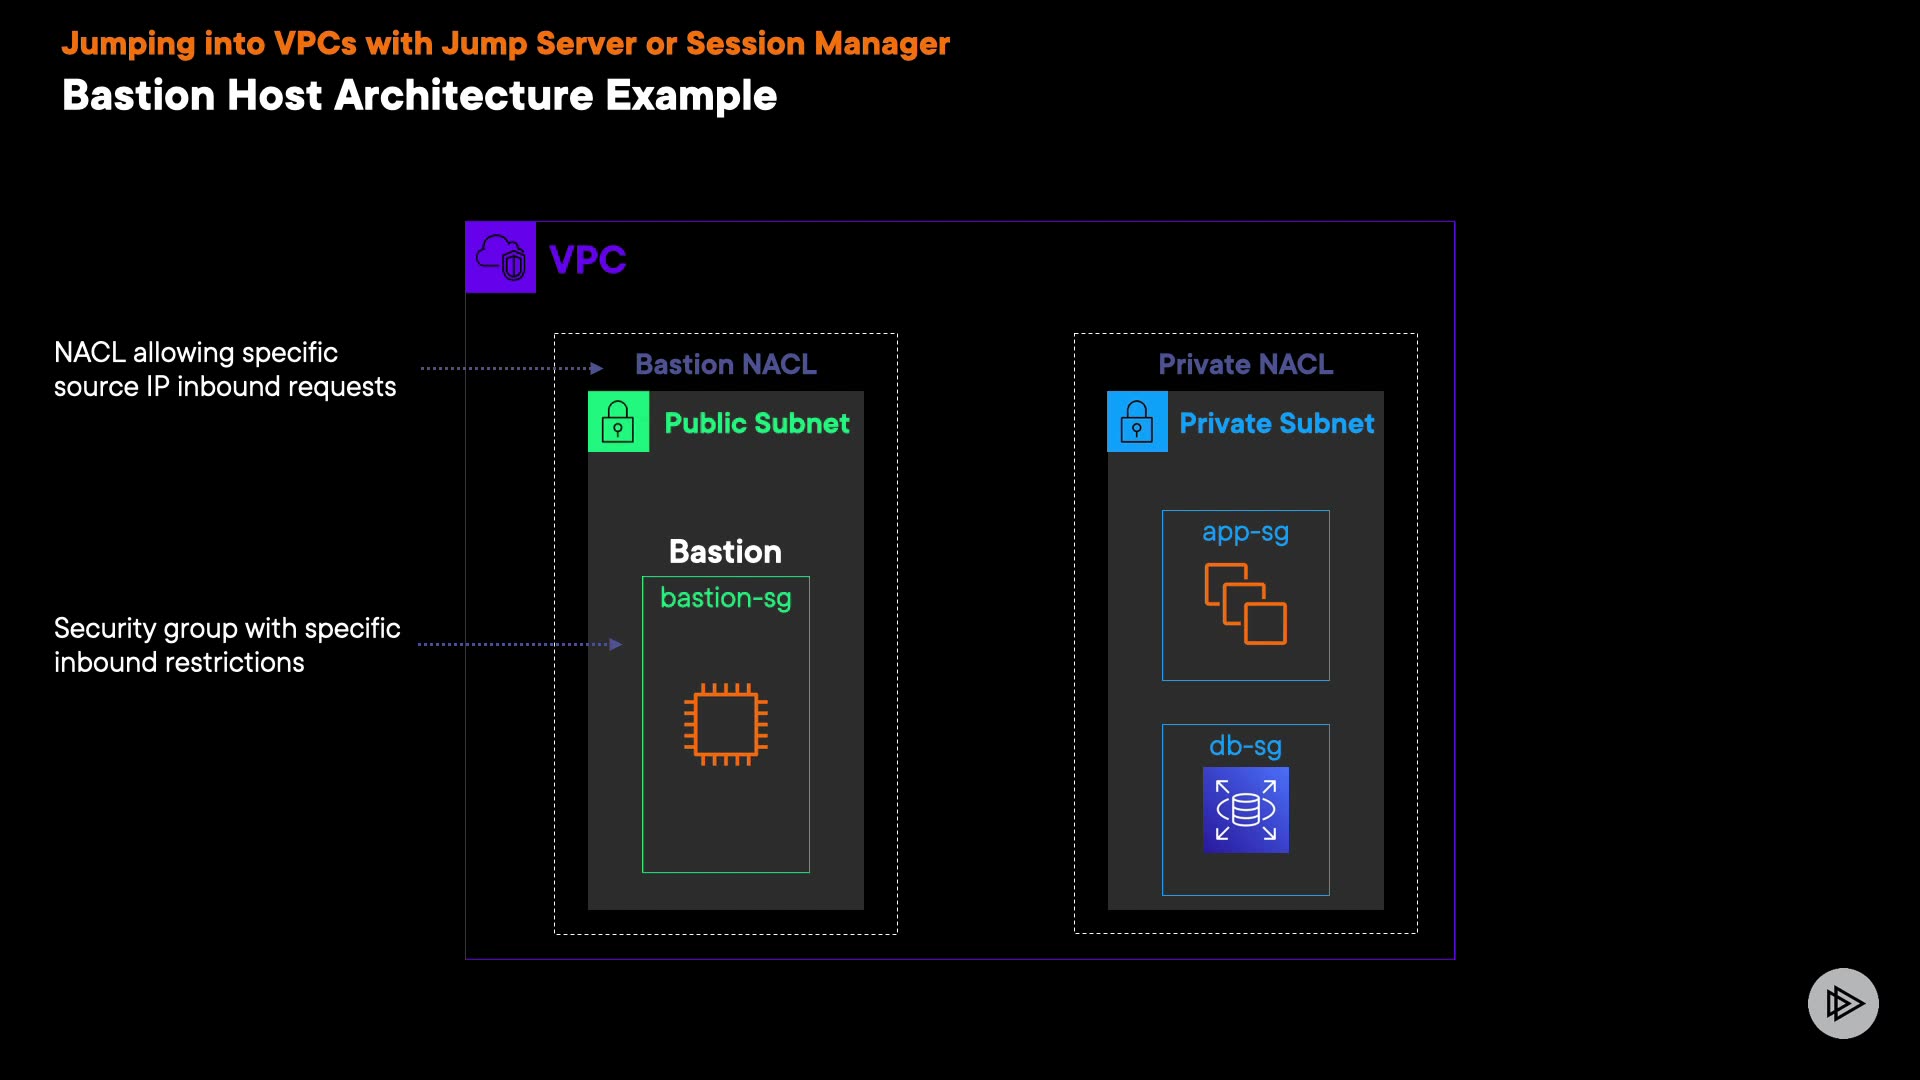 Jumping into VPCs with Jump Server or Session Manager
Bastion Host Architecture Example
VPC
NACL allowing specific
source IP inbound requests
Bastion NACL
Public Subnet
Bastion
bastion-sg
Security group with specific
inbound restrictions
Private NACL
Private Subnet
app-sg
db-sg